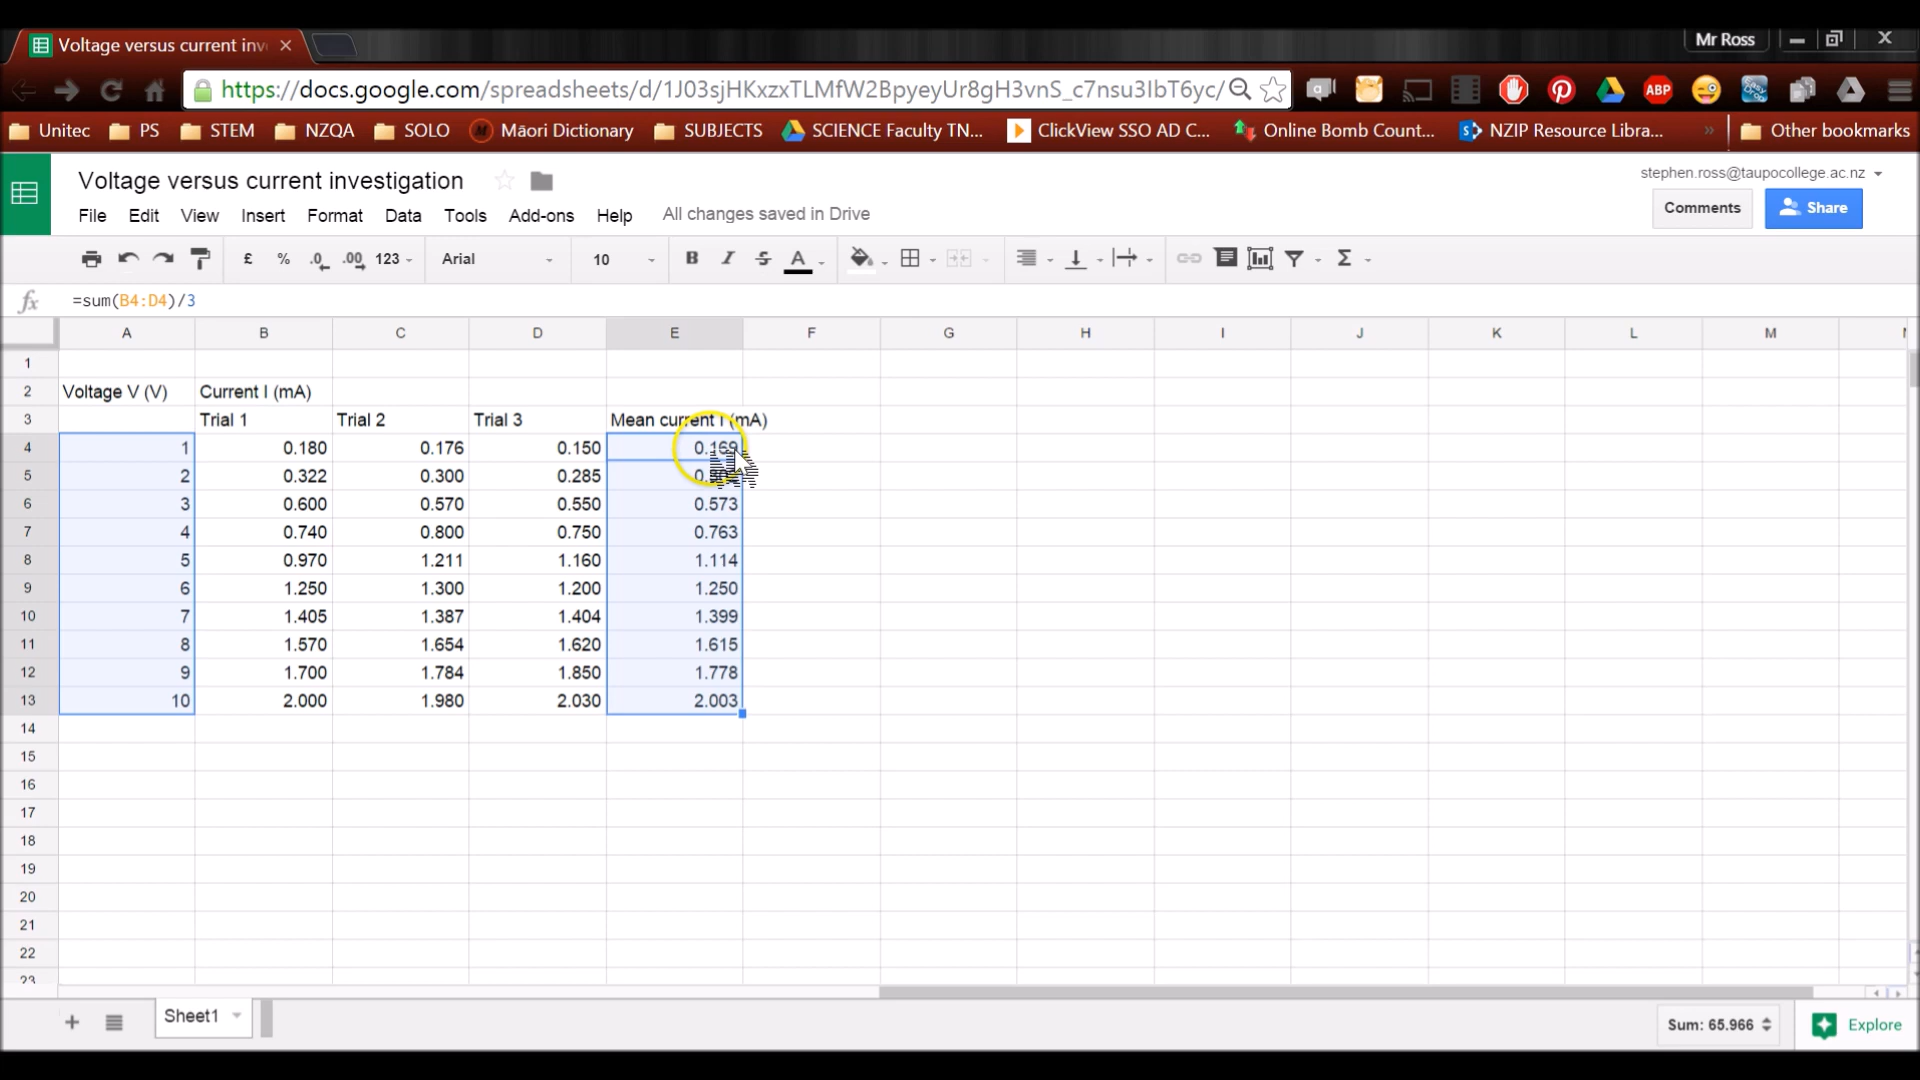 Voltage versus current inv
Mr Ross
https://docs.google.com/spreadsheets/d/1J03sjHKxzxTLMfW2BpyeyUr8gH3vnS_c7nsu3IbT6yc/
ABP
Unitec PS STEM NZQA SOLO Māori Dictionary SUBJECTS SCIENCE Faculty TN... ClickView SSO AD C... Online Bomb Count... NZIP Resource Libra... » Other bookmarks
Voltage versus current investigation
stephen.ross@taupocollege.ac.nz
File Edit View Insert Format Data Tools Add-ons Help All changes saved in Drive
Comments Share
£ % .0 .00 123 Arial 10 B I S A Σ
fx =sum(B4:D4)/3
A B C D E F G H I J K L M
1
2 Voltage V (V) Current I (mA)
3 Trial 1 Trial 2 Trial 3 Mean current I (mA)
4 1 0.180 0.176 0.150 0.169
5 2 0.322 0.300 0.285
6 3 0.600 0.570 0.550 0.573
7 4 0.740 0.800 0.750 0.763
8 5 0.970 1.211 1.160 1.114
9 6 1.250 1.300 1.200 1.250
10 7 1.405 1.387 1.404 1.399
11 8 1.570 1.654 1.620 1.615
12 9 1.700 1.784 1.850 1.778
13 10 2.000 1.980 2.030 2.003
14
15
16
17
18
19
20
21
22
23
Sheet1
Sum: 65.966
Explore